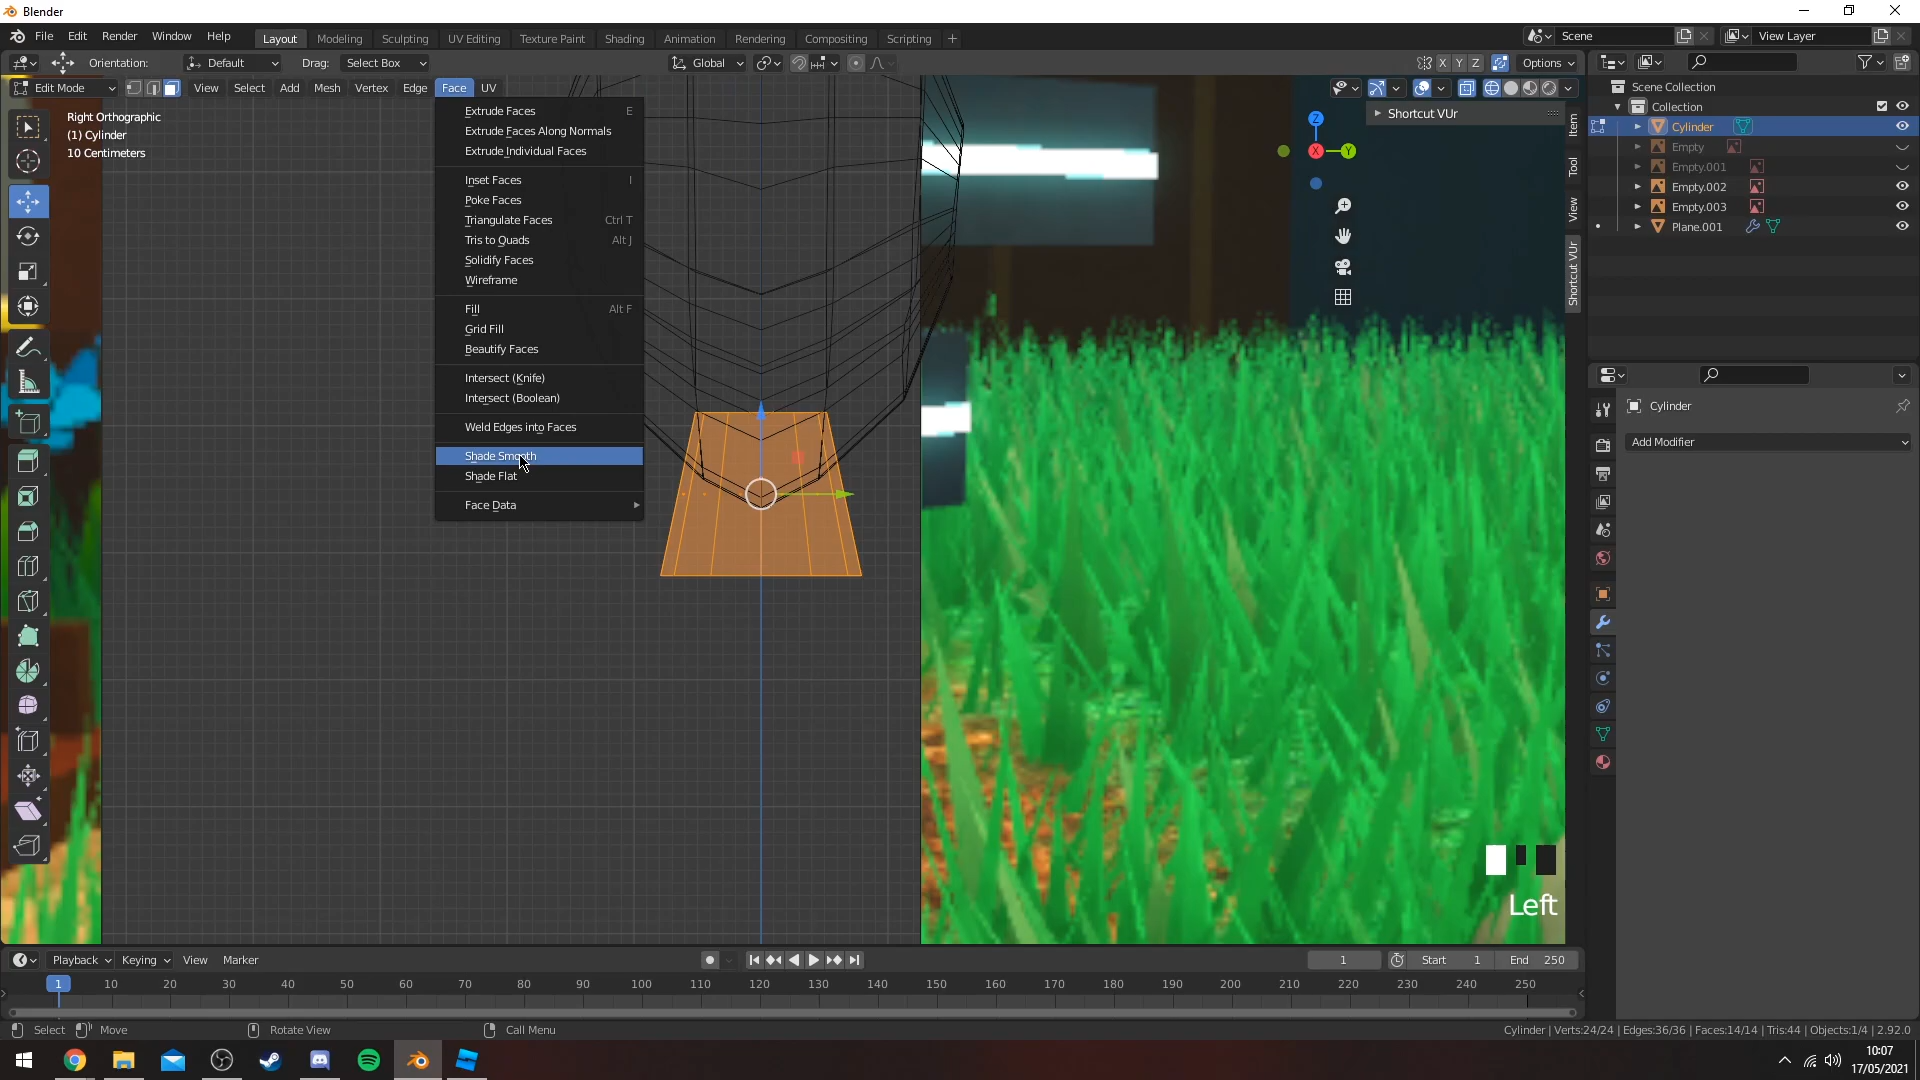 Blender
File Edit Render Window Help Layout Modeling Sculpting UV Editing Texture Paint Shading Animation Rendering Compositing Scripting + Scene View Layer
Orientation: Default Drag: Select Box Global X Y Z Options
Edit Mode View Select Add Mesh Vertex Edge Face UV
Right Orthographic
(1) Cylinder
10 Centimeters
Extrude Faces E
Extrude Faces Along Normals
Extrude Individual Faces
Inset Faces I
Poke Faces
Triangulate Faces Ctrl T
Tris to Quads Alt J
Solidify Faces
Wireframe
Fill Alt F
Grid Fill
Beautify Faces
Intersect (Knife)
Intersect (Boolean)
Weld Edges into Faces
Shade Smooth
Shade Flat
Face Data
Shortcut VUr
Z
X
Y
Item
Tool
View
Shortcut VUr
Left
Scene Collection
Collection
Cylinder
Empty
Empty.001
Empty.002
Empty.003
Plane.001
Cylinder
Add Modifier
Playback Keying View Marker 1 Start 1 End 250
1 10 20 30 40 50 60 70 80 90 100 110 120 130 140 150 160 170 180 190 200 210 220 230 240 250
Select Move Rotate View Call Menu Cylinder | Verts:24/24 | Edges:36/36 | Faces:14/14 | Tris:44 | Objects:1/4 | 2.92.0
10:07
17/05/2021